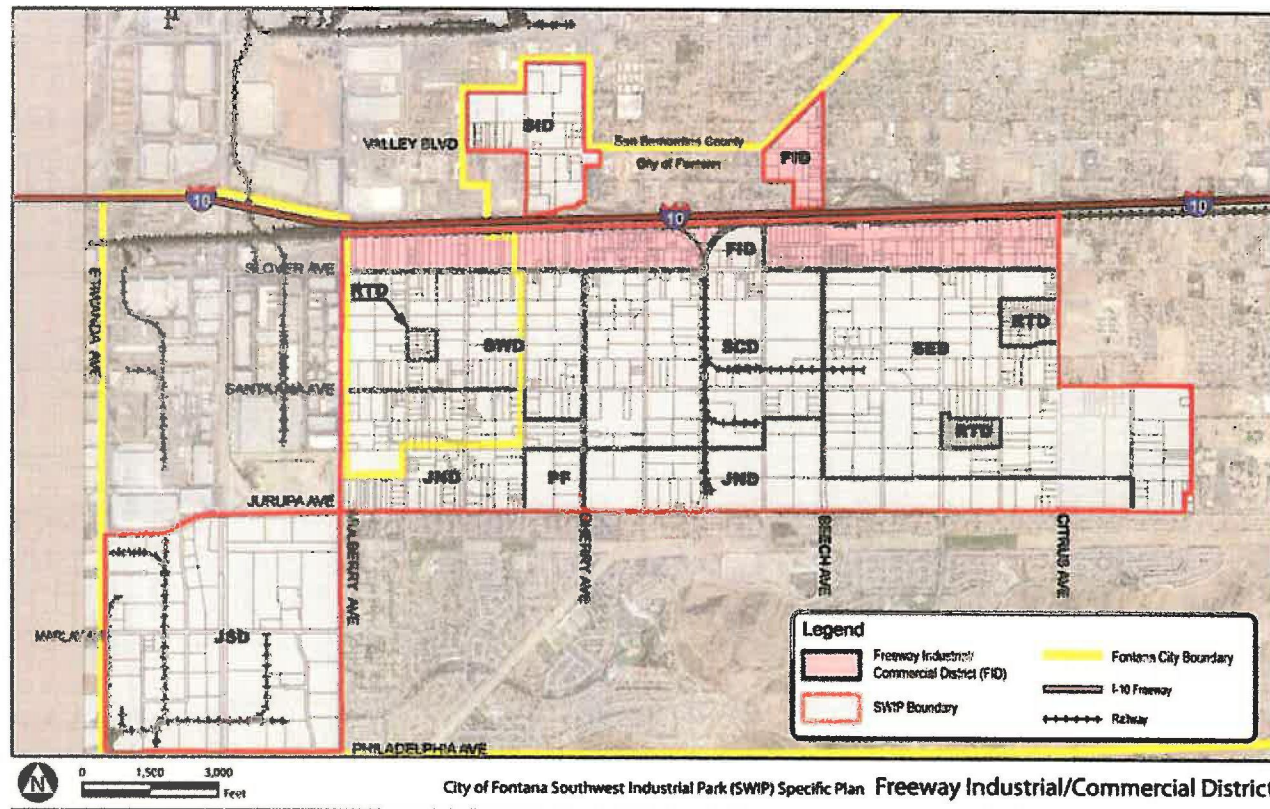 VALLEY BLVD
SID
San Bernardino County
City of Fontana
FID
10
10
10
SLOVER AVE
FID
ETIWANDA AVE
RTD
SWD
SCD
SED
RTD
SANTA ANA AVE
RTD
JND
PF
JND
JURUPA AVE
MULBERRY AVE
CHERRY AVE
BEECH AVE
CITRUS AVE
JSD
PHILADELPHIA AVE
Legend
Freeway Industrial/
Commercial District (FID)
SWIP Boundary
Fontana City Boundary
I-10 Freeway
Railway
N
0 1,500 3,000
Feet
City of Fontana Southwest Industrial Park (SWIP) Specific Plan Freeway Industrial/Commercial District